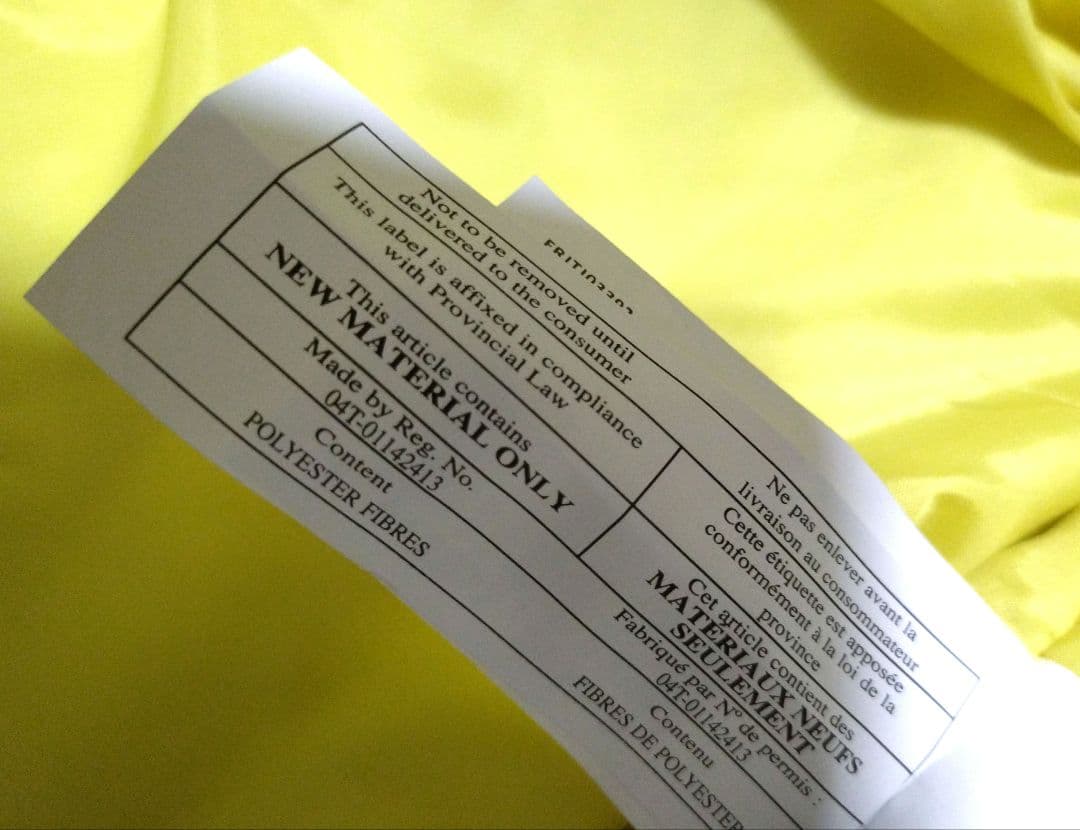 Not to be removed until
delivered to the consumer
This label is affixed in compliance
with Provincial Law
This article contains
NEW MATERIAL ONLY
Made by Reg. No.
04T-01142413
Content
POLYESTER FIBRES
Ne pas enlever avant la
livraison au consommateur
Cette étiquette est apposée
conformément à la loi de la
province
Cet article contient des
MATÉRIAUX NEUFS
SEULEMENT
Fabriqué par Nº de permis :
04T-01142413
Contenu
FIBRES DE POLYESTER